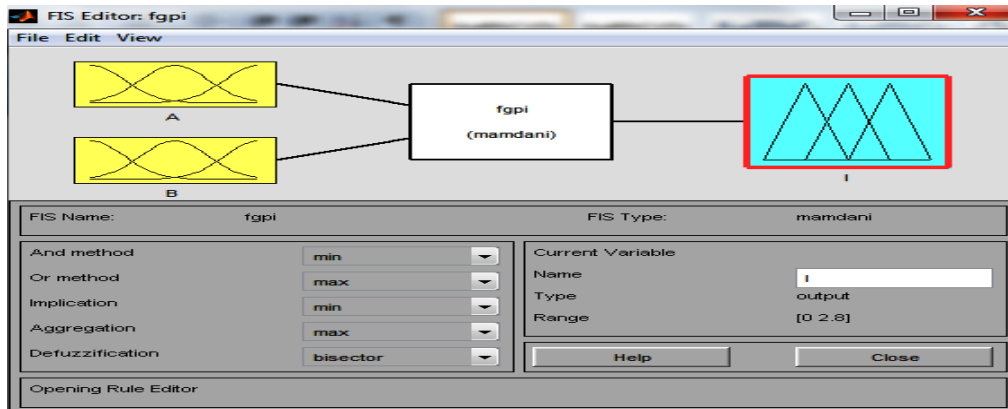 FIS Editor: fgpi
File Edit View
A
B
fgpi
(mamdani)
I
FIS Name: fgpi FIS Type: mamdani
And method min
Or method max
Implication min
Aggregation max
Defuzzification bisector
Current Variable
Name I
Type output
Range [0 2.8]
Help Close
Opening Rule Editor